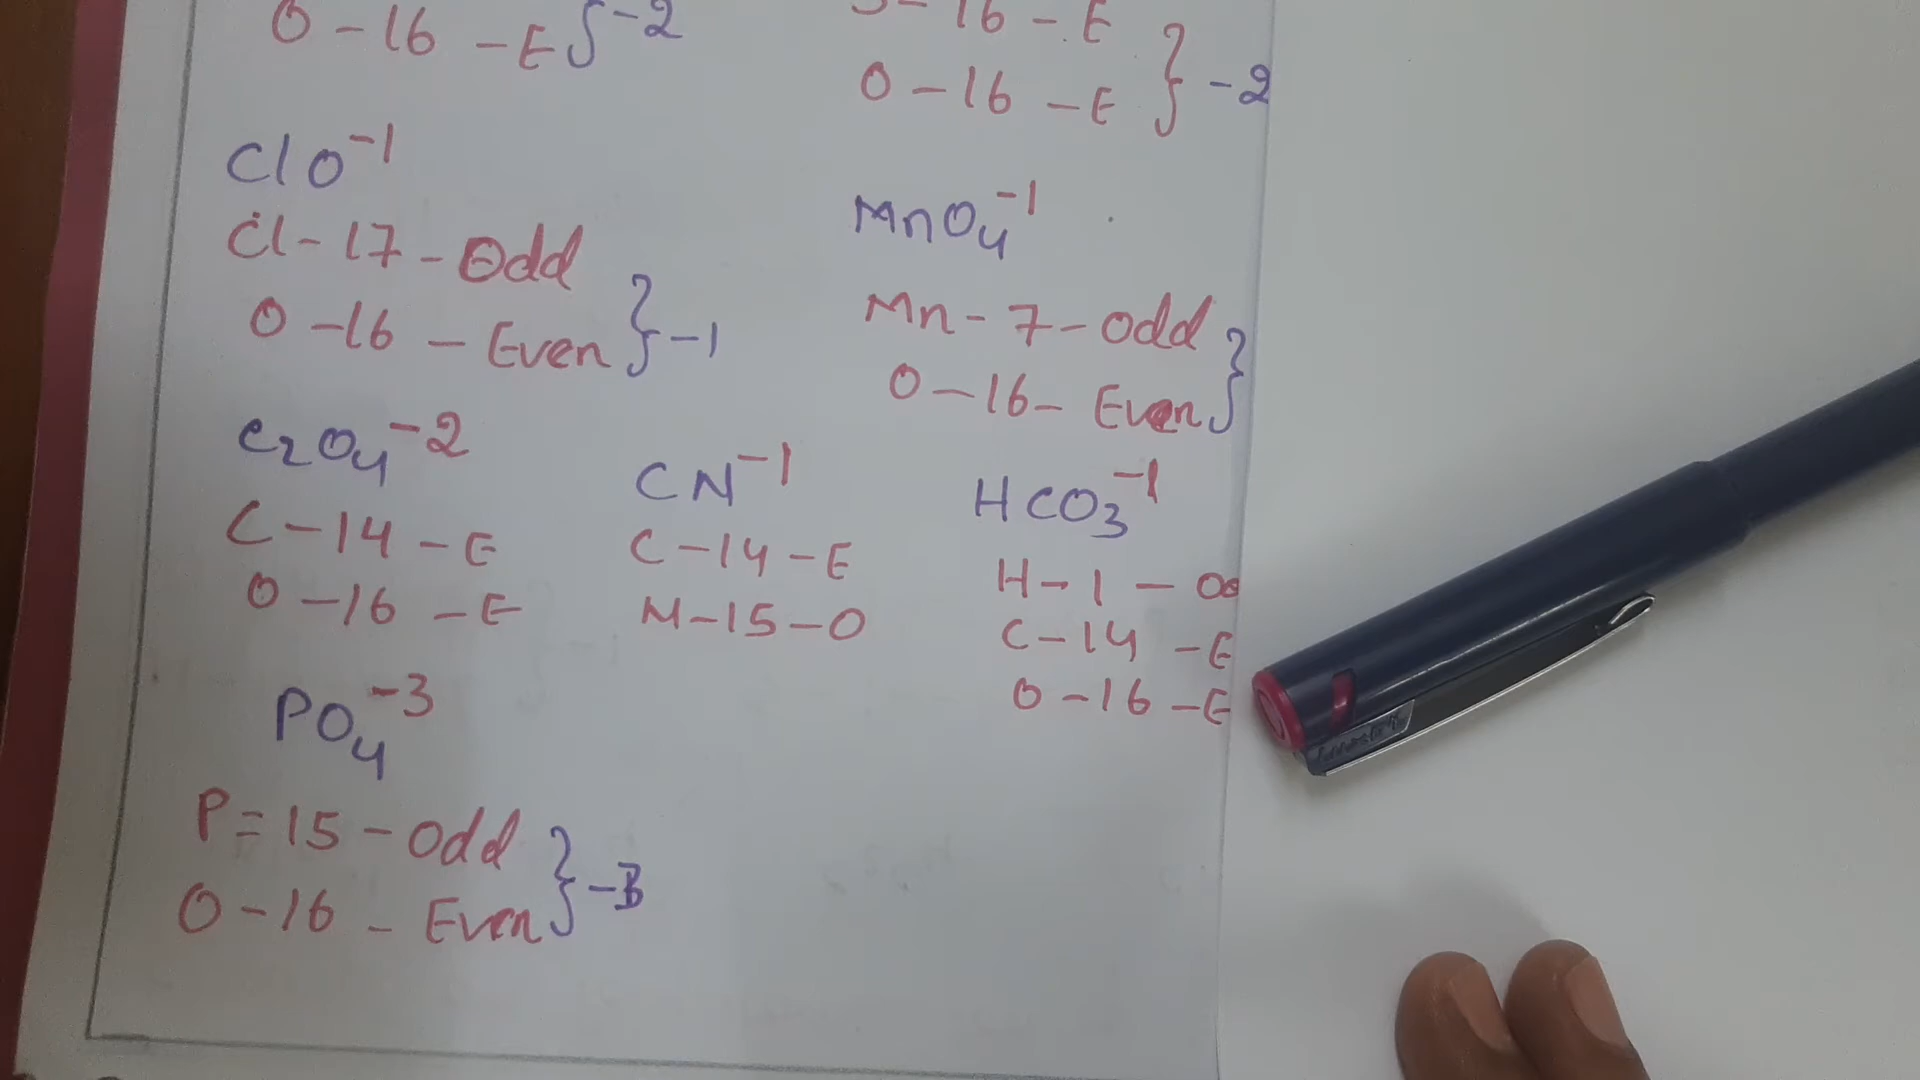 O - 16 - E } -2
S - 16 - E
O - 16 - E } -2
ClO⁻¹
Cl - 17 - Odd
O - 16 - Even } -1
MnO₄⁻¹
Mn - 7 - Odd
O - 16 - Even }
C₂O₄⁻²
C - 14 - E
O - 16 - E
CN⁻¹
C - 14 - E
N - 15 - O
HCO₃⁻¹
H - 1 - Od
C - 14 - E
O - 16 - E
PO₄⁻³
P = 15 - Odd
O - 16 - Even } -3